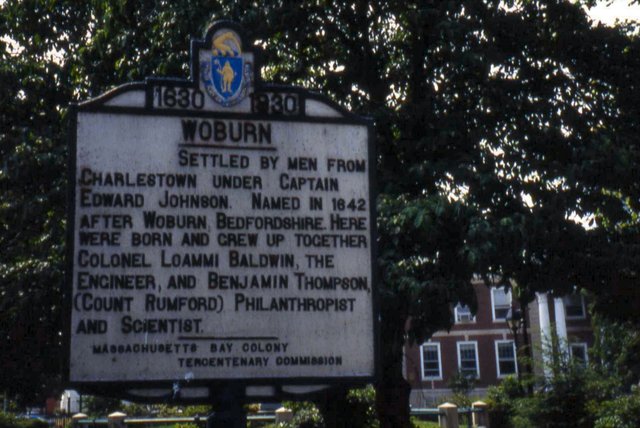 1630 1930
WOBURN
SETTLED BY MEN FROM
CHARLESTOWN UNDER CAPTAIN
EDWARD JOHNSON. NAMED IN 1642
AFTER WOBURN, BEDFORDSHIRE. HERE
WERE BORN AND GREW UP TOGETHER
COLONEL LOAMMI BALDWIN, THE
ENGINEER, AND BENJAMIN THOMPSON,
(COUNT RUMFORD) PHILANTHROPIST
AND SCIENTIST.
MASSACHUSETTS BAY COLONY
TERCENTENARY COMMISSION